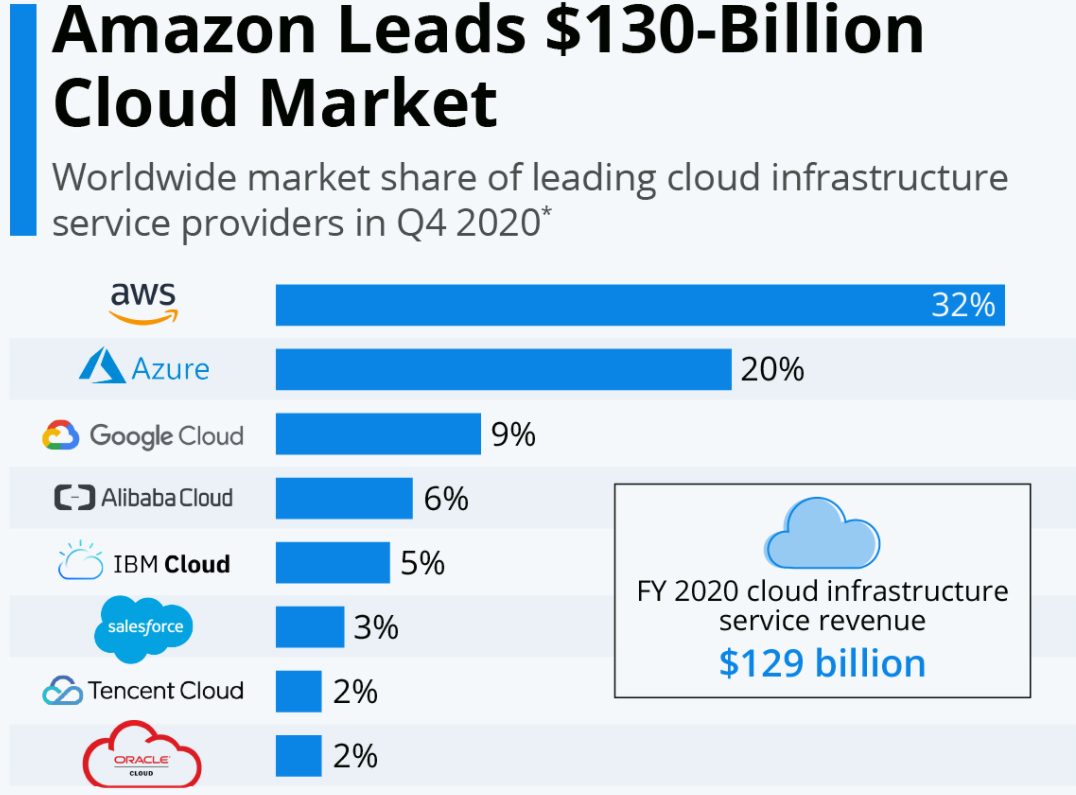 Amazon Leads $130-Billion
Cloud Market
Worldwide market share of leading cloud infrastructure
service providers in Q4 2020*
aws
32%
Azure
20%
Google Cloud
9%
Alibaba Cloud
6%
IBM Cloud
5%
salesforce
3%
Tencent Cloud
2%
ORACLE
CLOUD
2%
FY 2020 cloud infrastructure
service revenue
$129 billion